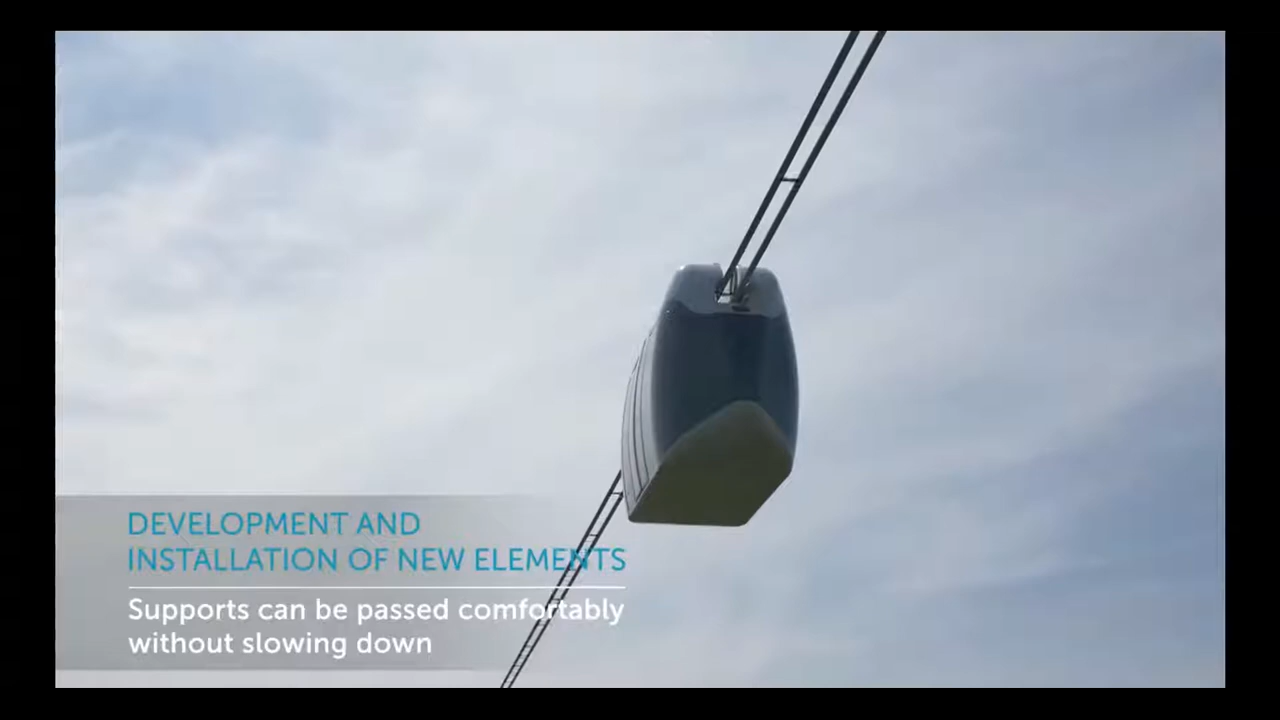 DEVELOPMENT AND
INSTALLATION OF NEW ELEMENTS
Supports can be passed comfortably
without slowing down